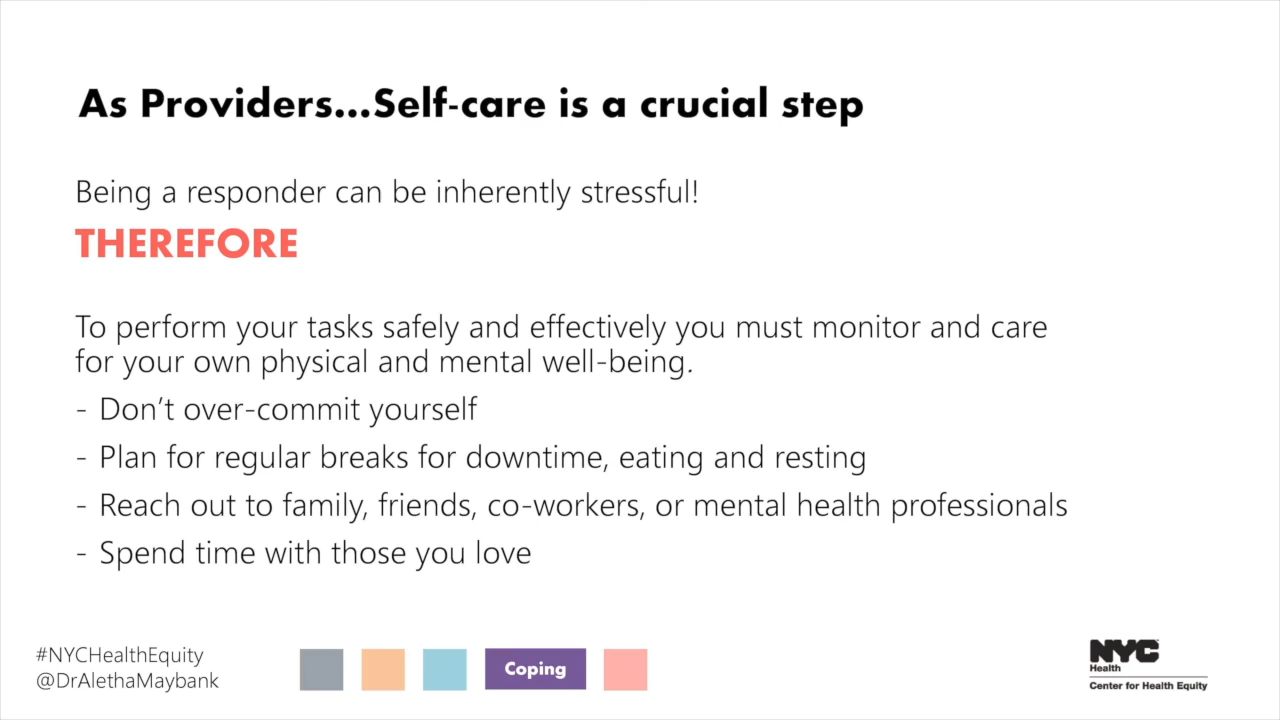 As Providers...Self-care is a crucial step
Being a responder can be inherently stressful!
THEREFORE
To perform your tasks safely and effectively you must monitor and care
for your own physical and mental well-being.
- Don’t over-commit yourself
- Plan for regular breaks for downtime, eating and resting
- Reach out to family, friends, co-workers, or mental health professionals
- Spend time with those you love
#NYCHealthEquity
@DrAlethaMaybank
Coping
NYC
Health
Center for Health Equity